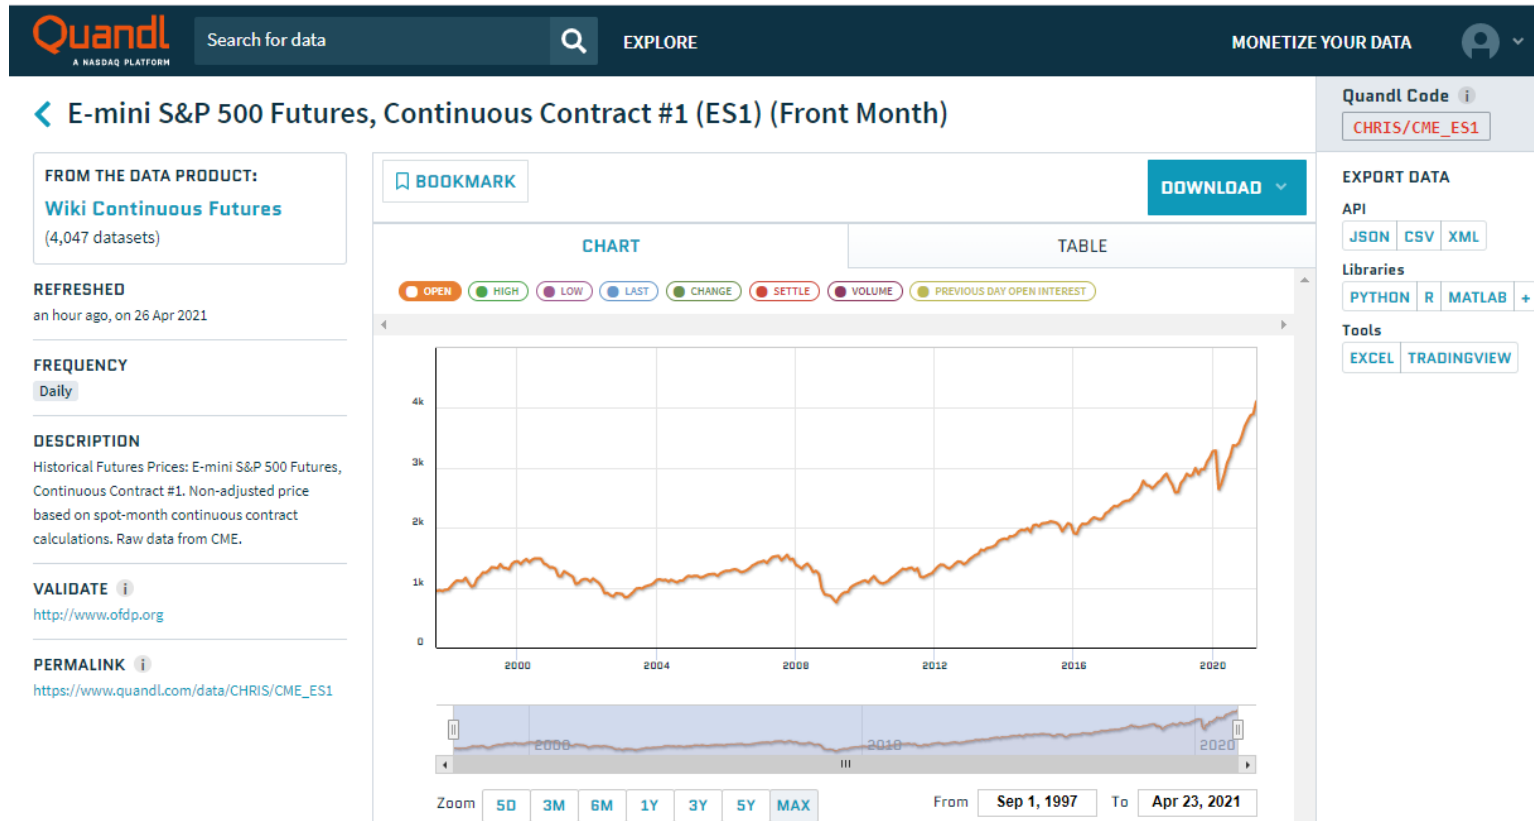 Quandl
A NASDAQ PLATFORM
Search for data
EXPLORE
MONETIZE YOUR DATA
E-mini S&P 500 Futures, Continuous Contract #1 (ES1) (Front Month)
Quandl Code i
CHRIS/CME_ES1
FROM THE DATA PRODUCT:
Wiki Continuous Futures
(4,047 datasets)
REFRESHED
an hour ago, on 26 Apr 2021
FREQUENCY
Daily
DESCRIPTION
Historical Futures Prices: E-mini S&P 500 Futures,
Continuous Contract #1. Non-adjusted price
based on spot-month continuous contract
calculations. Raw data from CME.
VALIDATE i
http://www.ofdp.org
PERMALINK i
https://www.quandl.com/data/CHRIS/CME_ES1
BOOKMARK
DOWNLOAD
CHART TABLE
OPEN HIGH LOW LAST CHANGE SETTLE VOLUME PREVIOUS DAY OPEN INTEREST
4k
3k
2k
1k
0
2000 2004 2008 2012 2016 2020
2000 2010 2020
Zoom 5D 3M 6M 1Y 3Y 5Y MAX From Sep 1, 1997 To Apr 23, 2021
EXPORT DATA
API
JSON CSV XML
Libraries
PYTHON R MATLAB +
Tools
EXCEL TRADINGVIEW